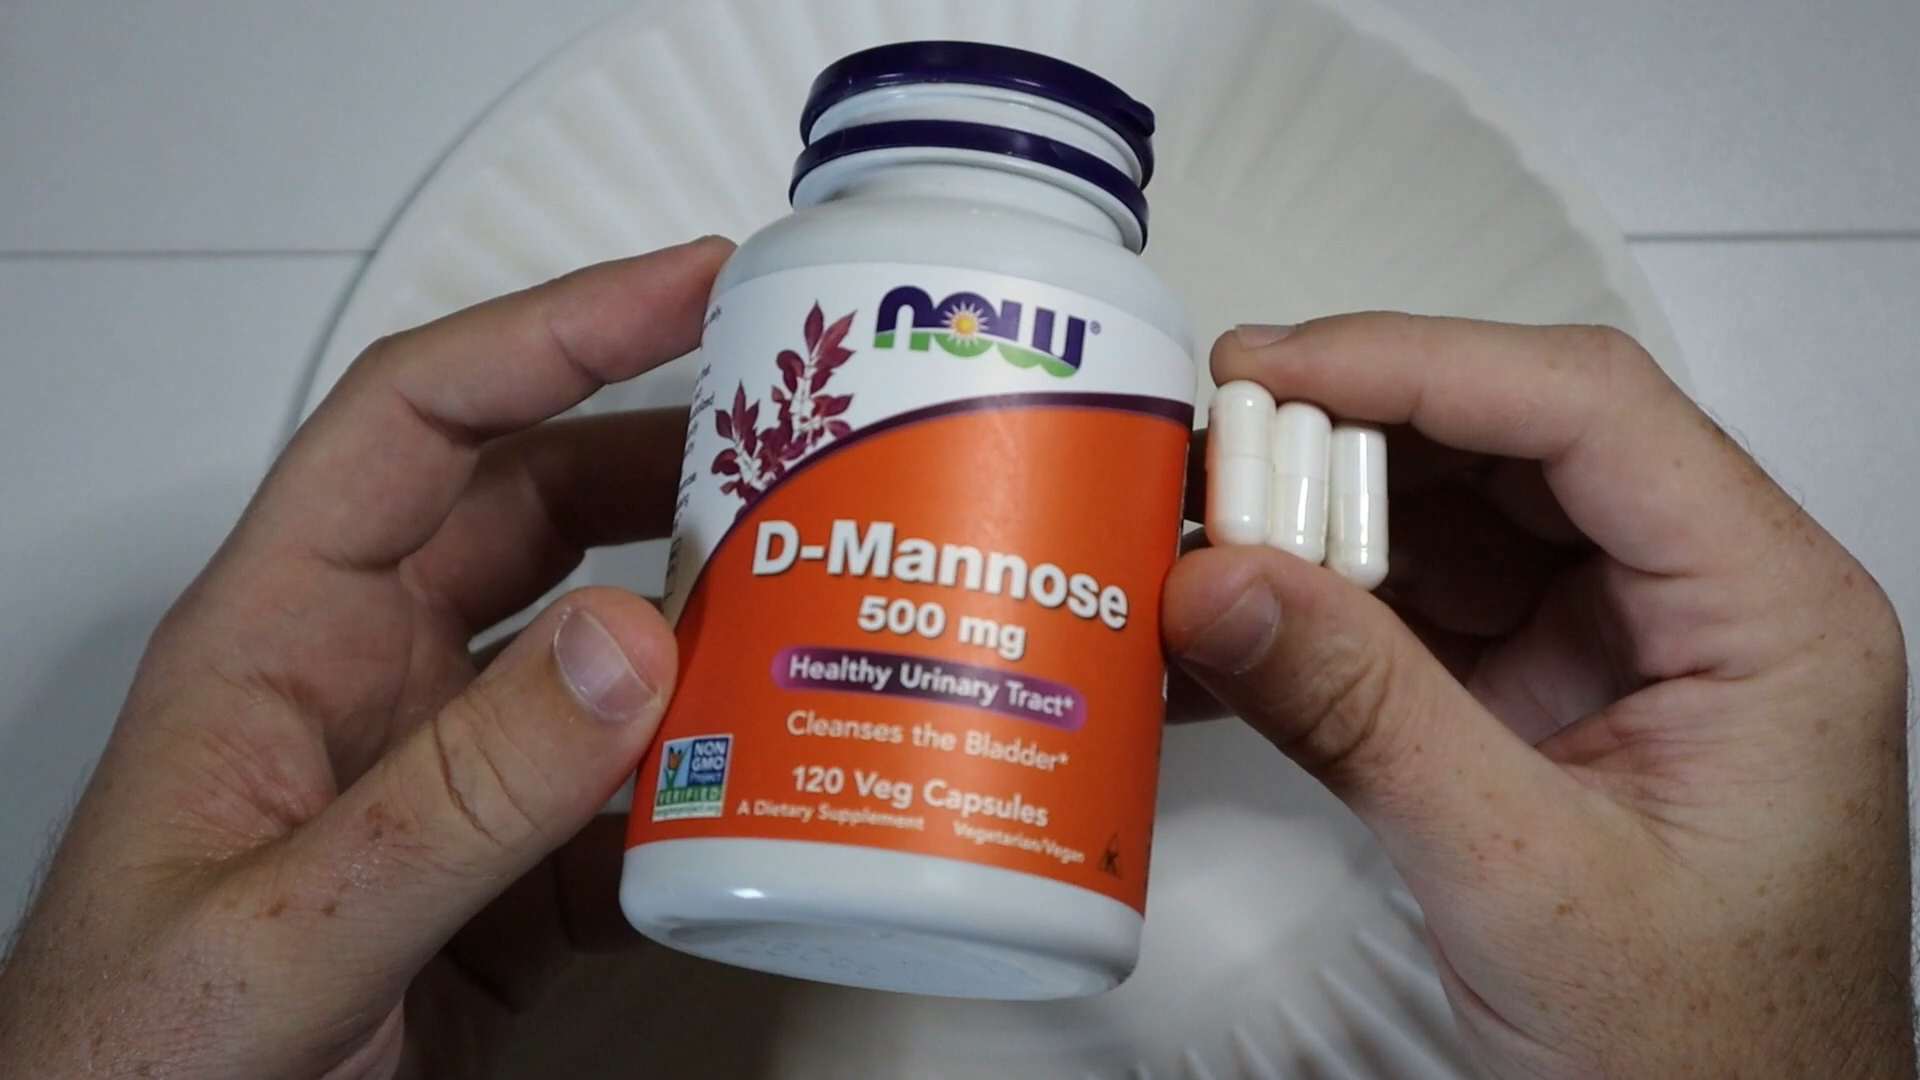 NOW®
D-Mannose
500 mg
Healthy Urinary Tract*
Cleanses the Bladder*
120 Veg Capsules
A Dietary Supplement Vegetarian/Vegan
NON
GMO
Project
VERIFIED
K